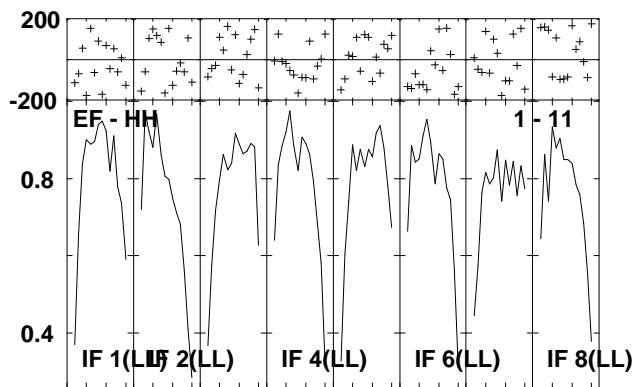 200
-200
EF - HH 1 - 11
0.8
0.4
IF 1(LL) IF 2(LL) IF 4(LL) IF 6(LL) IF 8(LL)